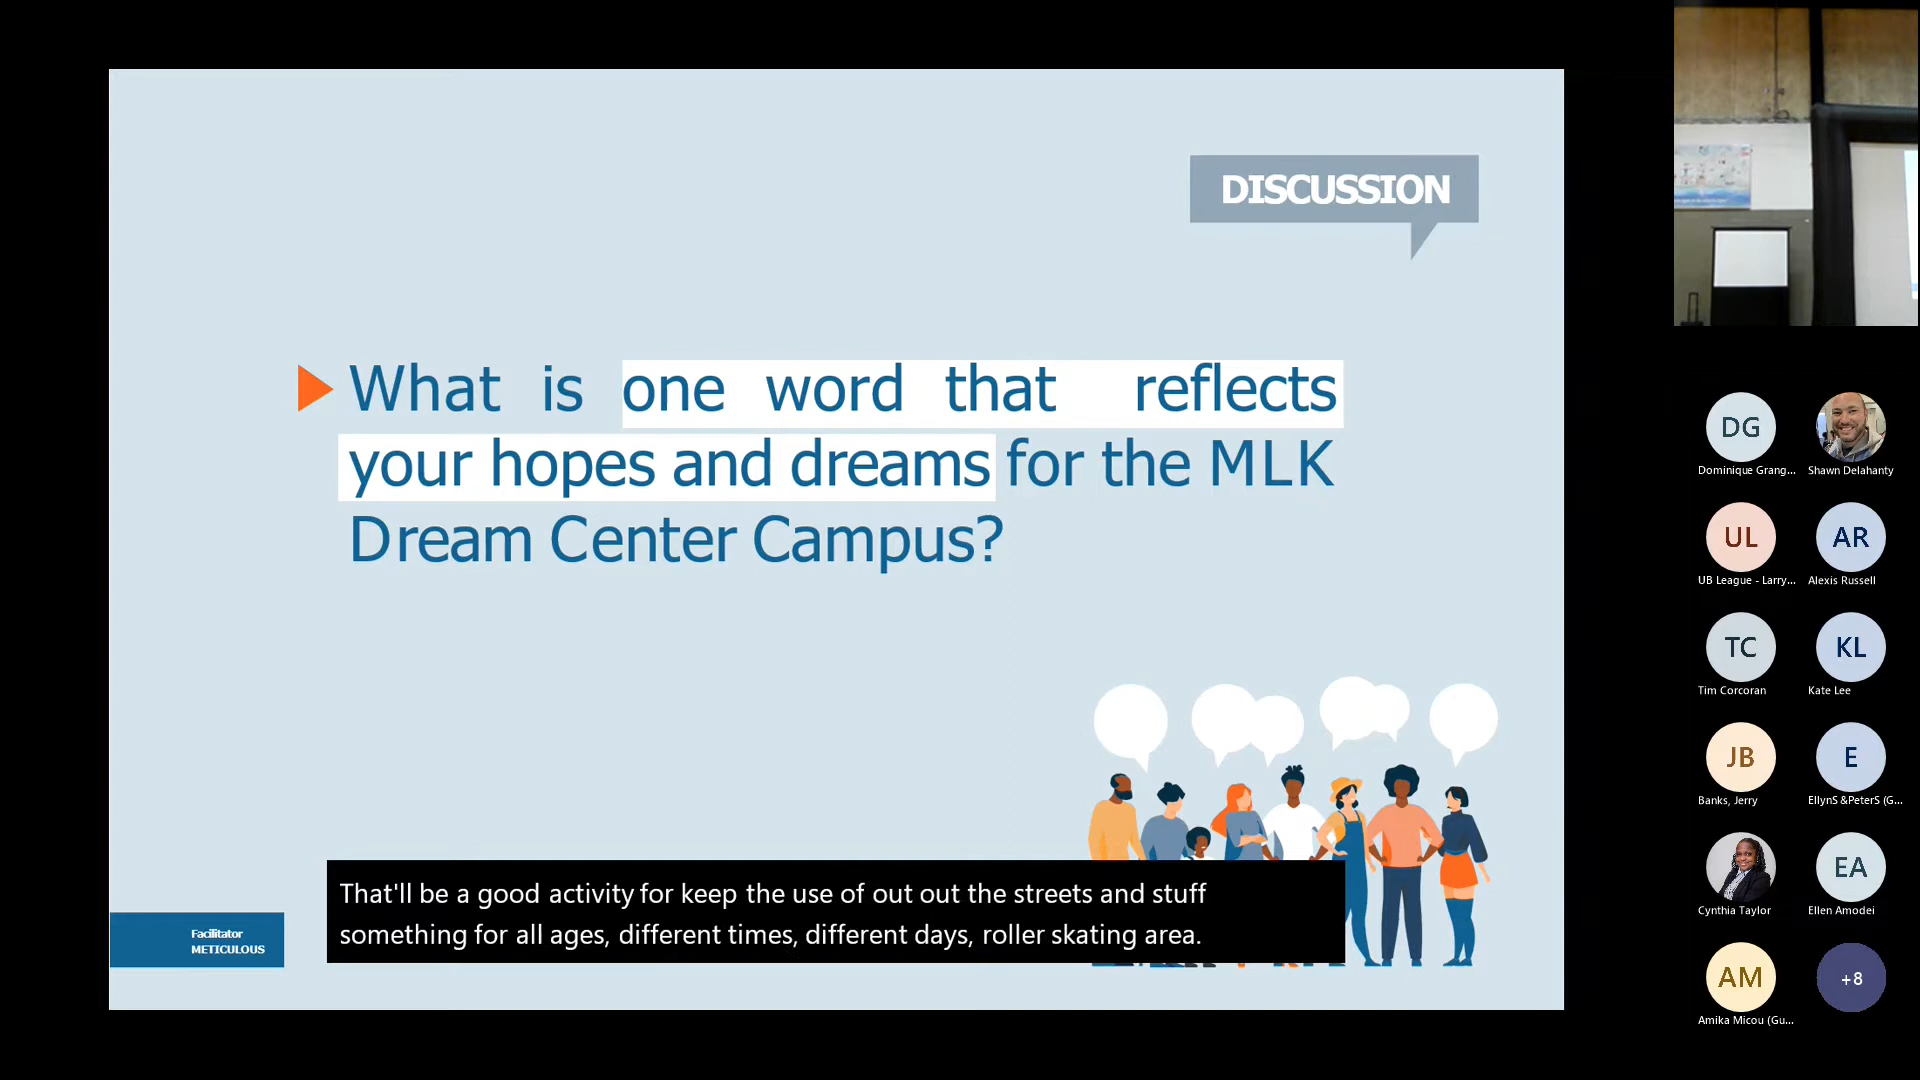 DISCUSSION
What is one word that reflects
your hopes and dreams for the MLK
Dream Center Campus?
Facilitator
METICULOUS
That'll be a good activity for keep the use of out out the streets and stuff
something for all ages, different times, different days, roller skating area.
DG
Dominique Grang...
Shawn Delahanty
UL
UB League - Larry...
AR
Alexis Russell
TC
Tim Corcoran
KL
Kate Lee
JB
Banks, Jerry
E
EllynS &PeterS (G...
Cynthia Taylor
EA
Ellen Amodei
AM
Amika Micou (Gu...
+8